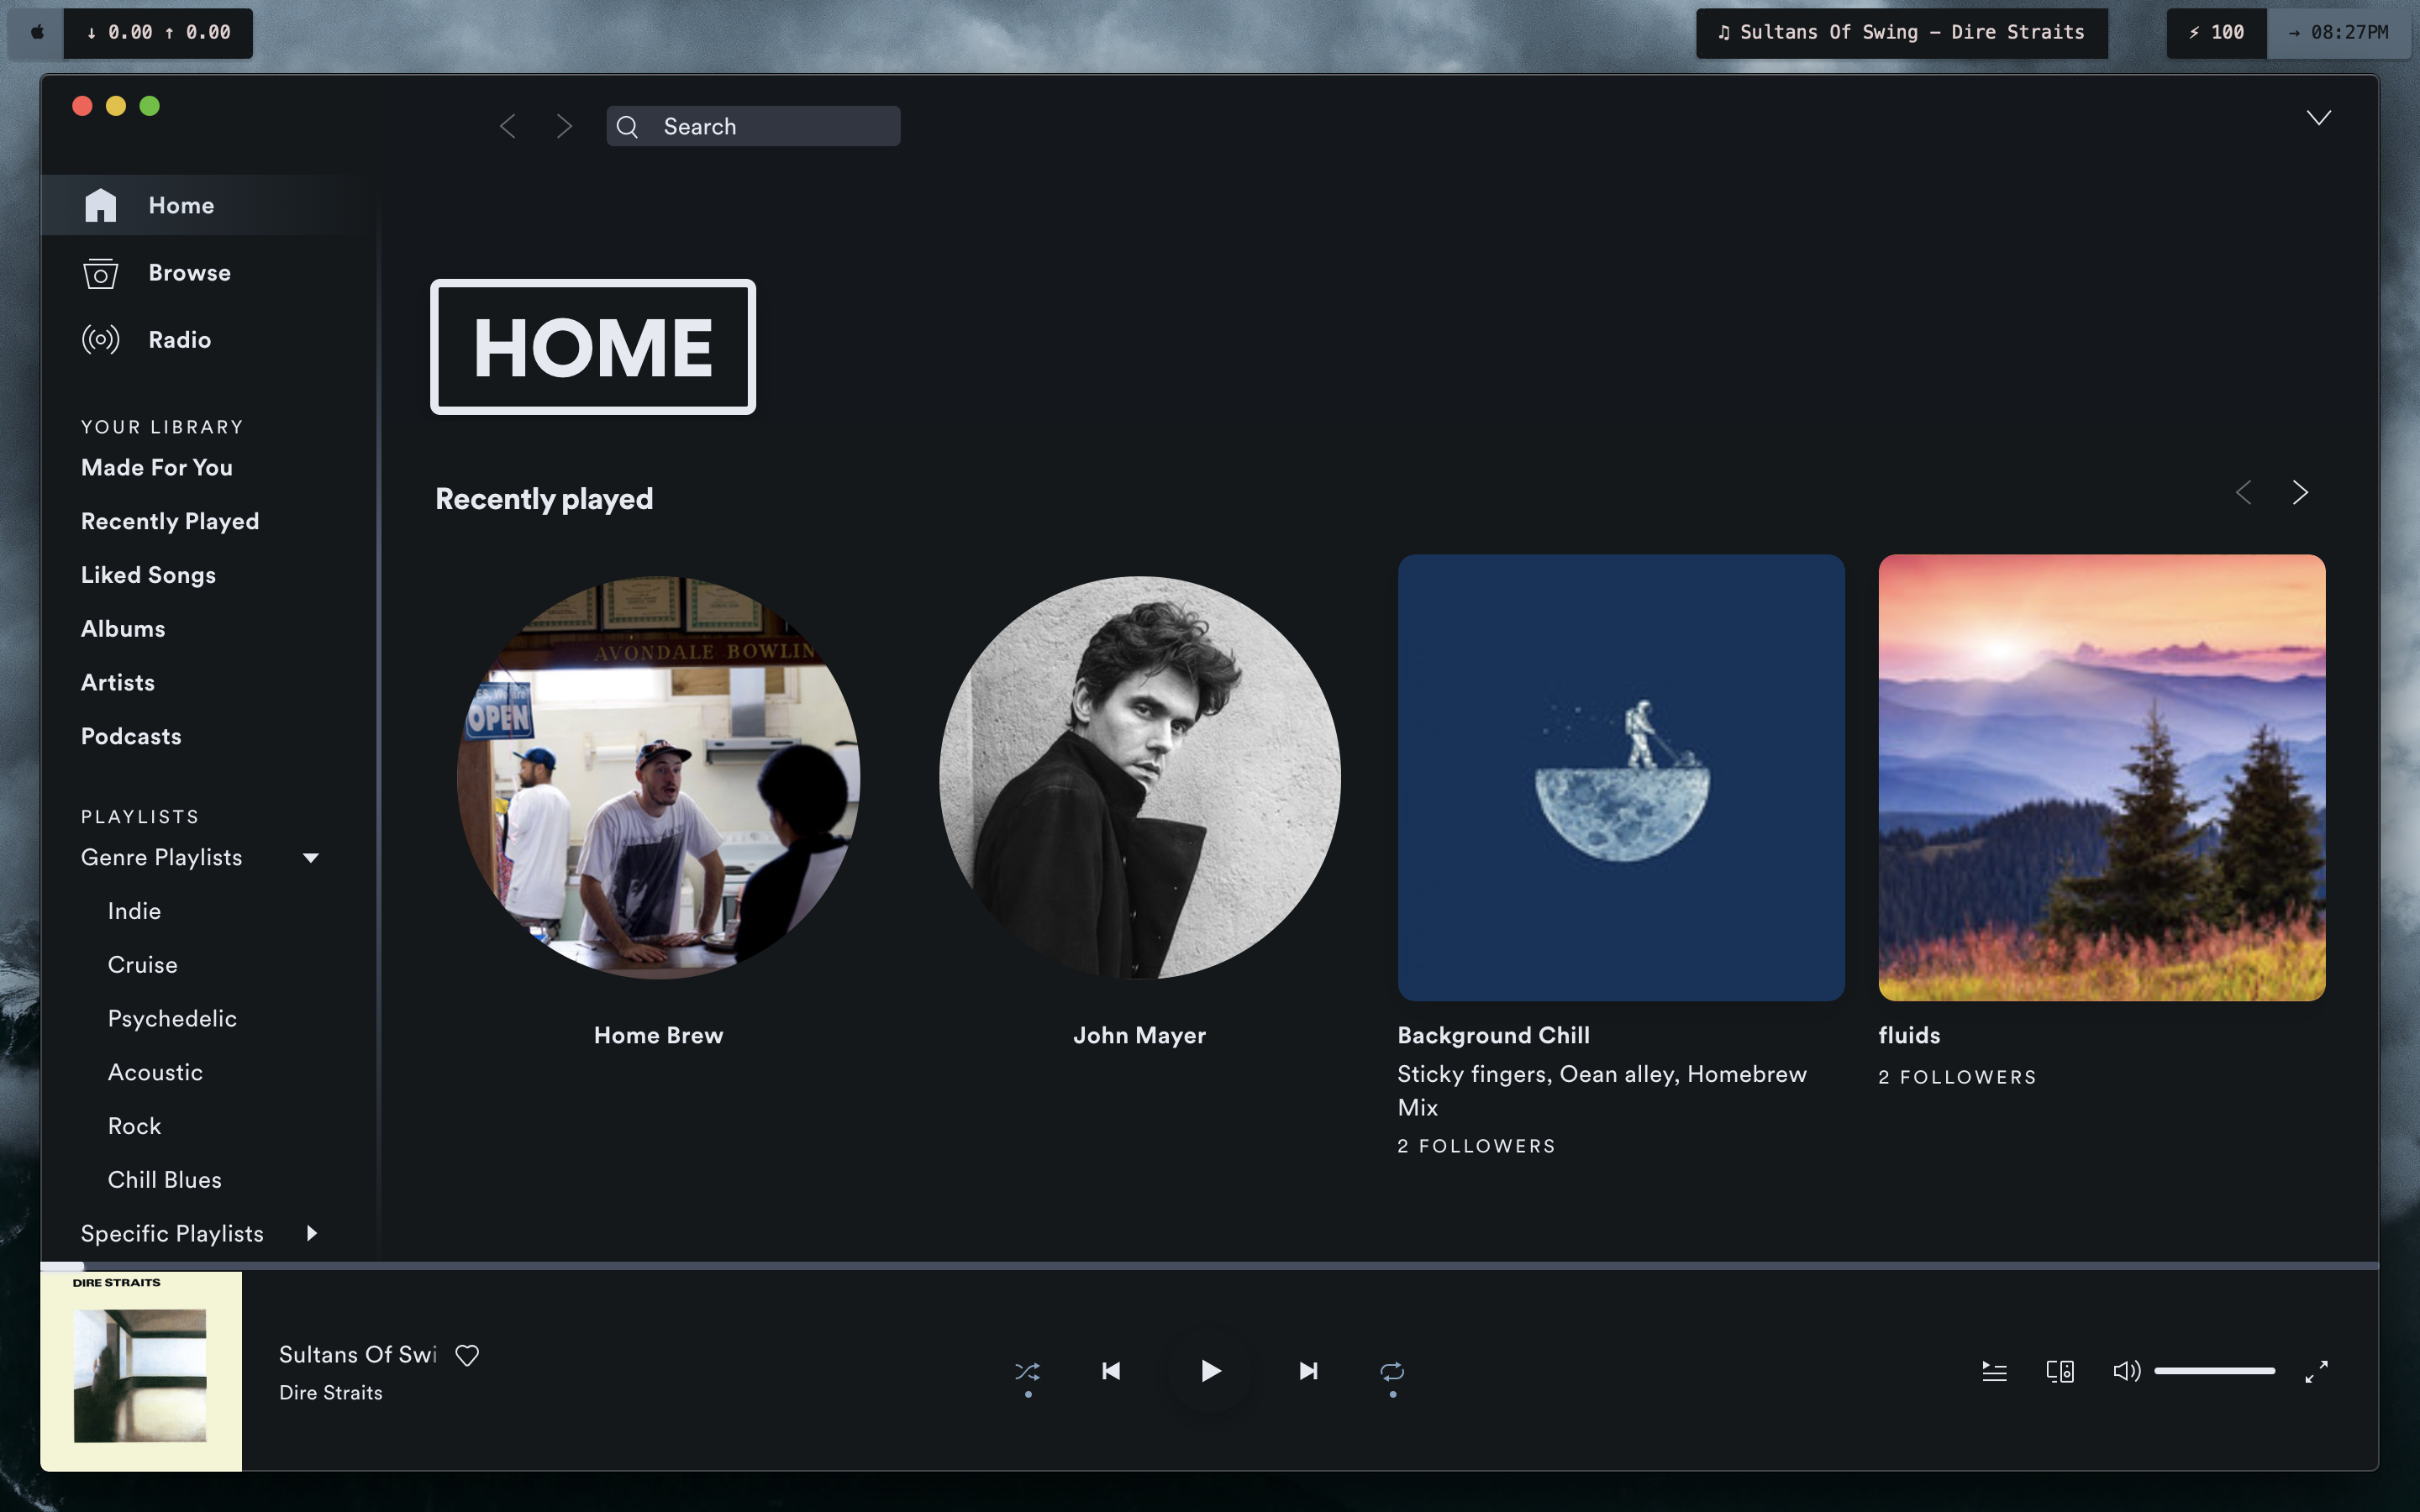 ↓ 0.00 ↑ 0.00
♫ Sultans Of Swing – Dire Straits
⚡ 100
→ 08:27PM
Search
Home
Browse
Radio
YOUR LIBRARY
Made For You
Recently Played
Liked Songs
Albums
Artists
Podcasts
PLAYLISTS
Genre Playlists
Indie
Cruise
Psychedelic
Acoustic
Rock
Chill Blues
Specific Playlists
HOME
Recently played
AVONDALE BOWLIN
OPEN
Home Brew
John Mayer
Background Chill
Sticky fingers, Oean alley, Homebrew
Mix
2 FOLLOWERS
fluids
2 FOLLOWERS
DIRE STRAITS
Sultans Of Swi
Dire Straits